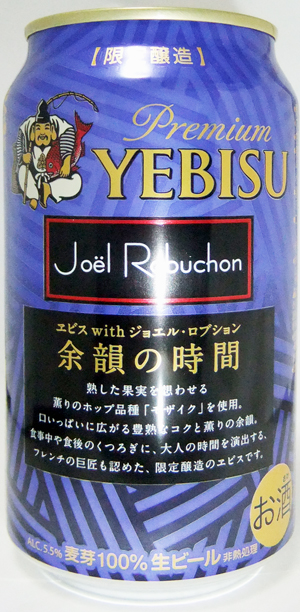 【限定醸造】
Premium
YEBISU
Joël Robuchon
ヱビス with ジョエル・ロブション
余韻の時間
熟した果実を思わせる
薫りのホップ品種「モザイク」を使用。
口いっぱいに広がる豊熟なコクと薫りの余韻。
食事中や食後のくつろぎに、大人の時間を演出する、
フレンチの巨匠も認めた、限定醸造のヱビスです。
お酒
ALC. 5.5% 麦芽100% 生ビール 非熱処理